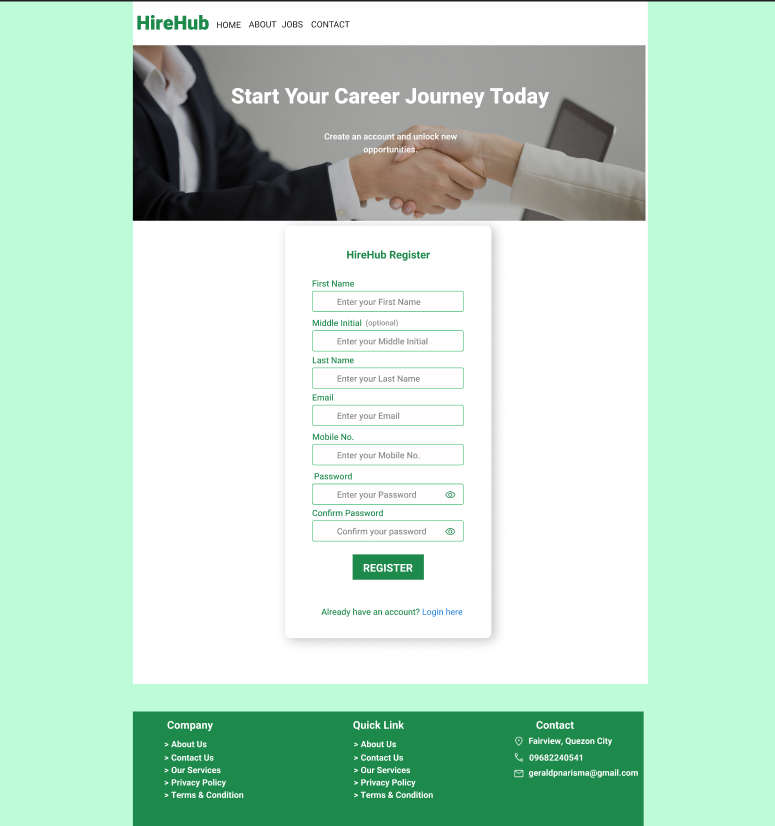 HireHub HOME ABOUT JOBS CONTACT
Start Your Career Journey Today
Create an account and unlock new
opportunities.
HireHub Register
First Name
Enter your First Name
Middle Initial (optional)
Enter your Middle Initial
Last Name
Enter your Last Name
Email
Enter your Email
Mobile No.
Enter your Mobile No.
Password
Enter your Password
Confirm Password
Confirm your password
REGISTER
Already have an account? Login here
Company
> About Us
> Contact Us
> Our Services
> Privacy Policy
> Terms & Condition
Quick Link
> About Us
> Contact Us
> Our Services
> Privacy Policy
> Terms & Condition
Contact
Fairview, Quezon City
09682240541
geraldpnarisma@gmail.com